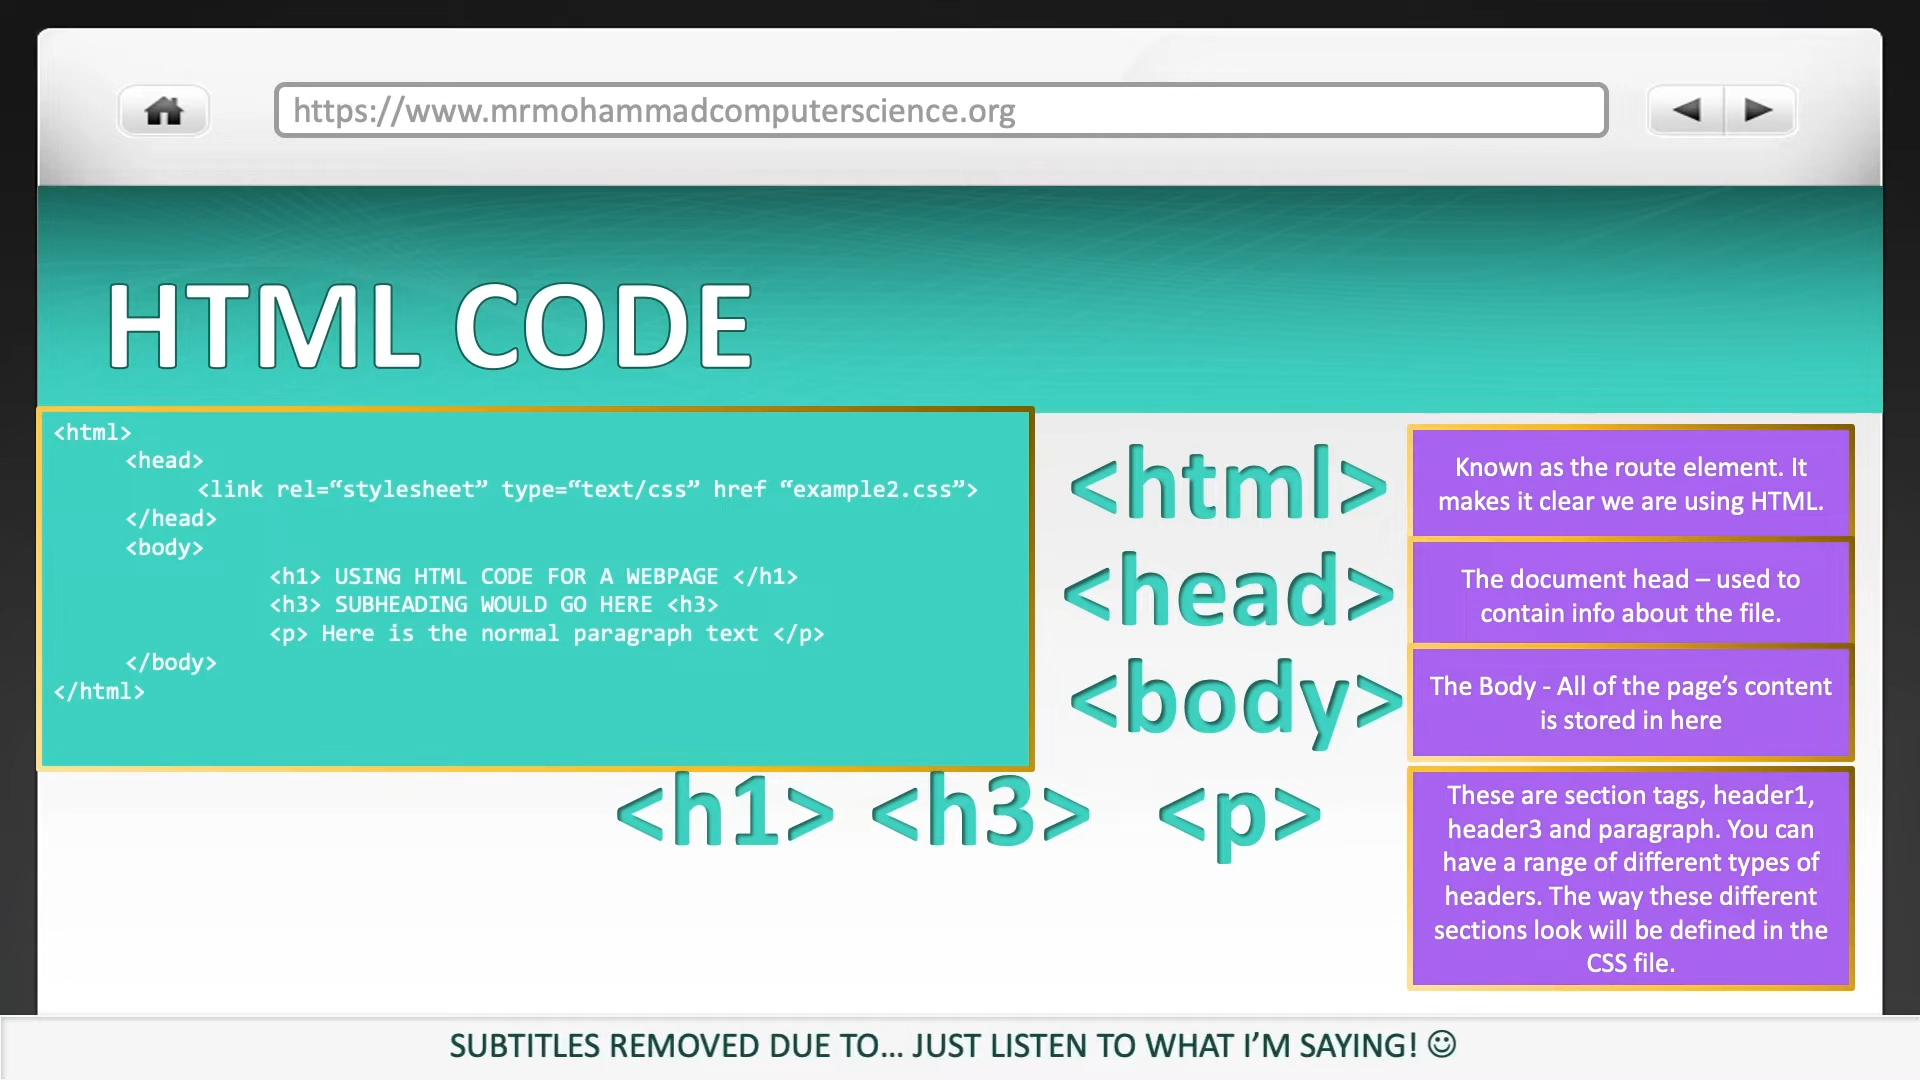 https://www.mrmohammadcomputerscience.org
HTML CODE
<html>
<head>
<link rel=“stylesheet” type=“text/css” href “example2.css”>
</head>
<body>
<h1> USING HTML CODE FOR A WEBPAGE </h1>
<h3> SUBHEADING WOULD GO HERE <h3>
<p> Here is the normal paragraph text </p>
</body>
</html>
<html>
Known as the route element. It
makes it clear we are using HTML.
<head>
The document head – used to
contain info about the file.
<body>
The Body - All of the page’s content
is stored in here
<h1> <h3> <p>
These are section tags, header1,
header3 and paragraph. You can
have a range of different types of
headers. The way these different
sections look will be defined in the
CSS file.
SUBTITLES REMOVED DUE TO... JUST LISTEN TO WHAT I’M SAYING! ☺